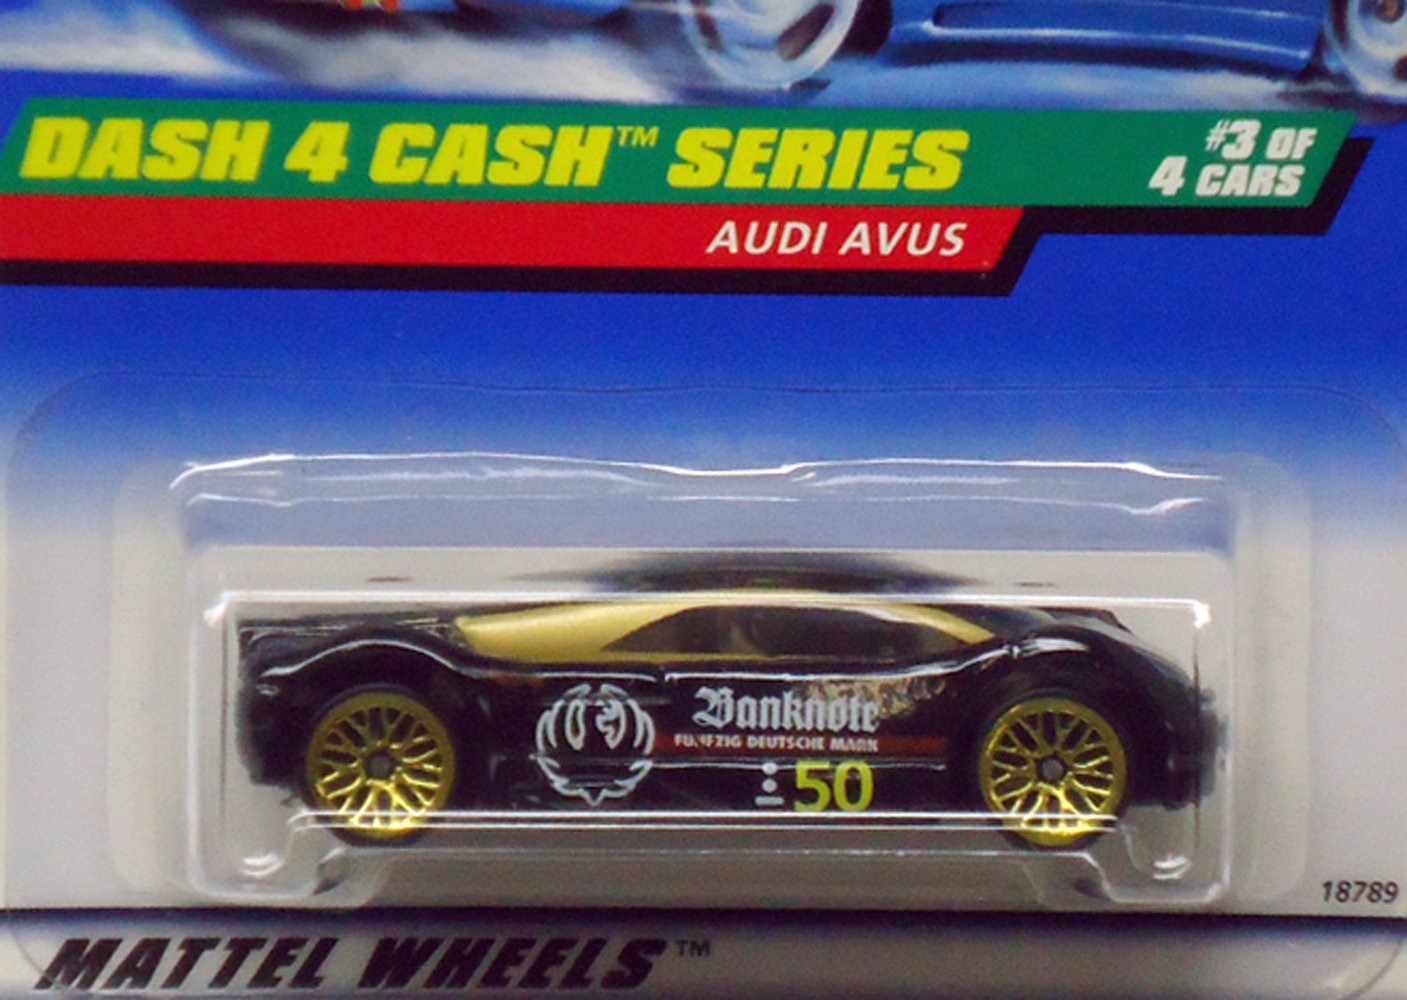 DASH 4 CASH™ SERIES
#3 OF
4 CARS
AUDI AVUS
Banknote
FUNFZIG DEUTSCHE MARK
50
18789
MATTEL WHEELS™